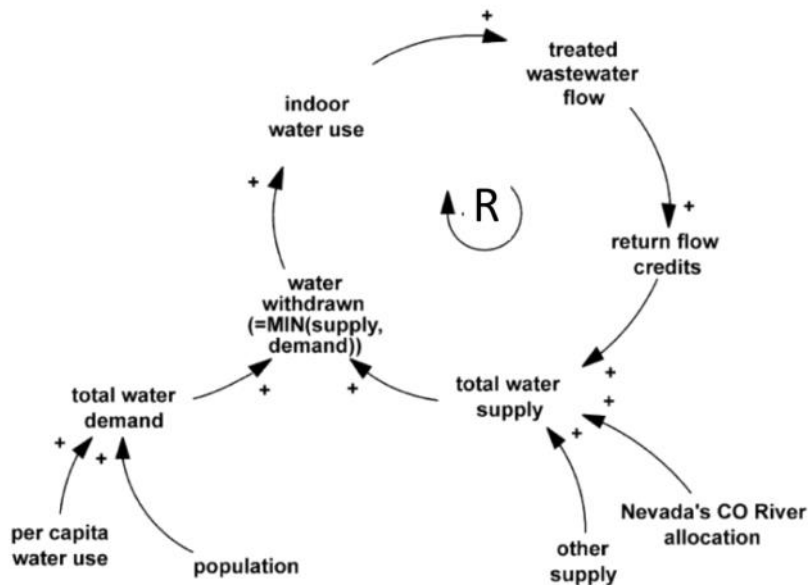 +
treated
wastewater
flow
indoor
water use
+
R
+
return flow
credits
water
withdrawn
(=MIN(supply,
demand))
total water
demand
+
+
total water
supply
+
+
+
+
+
per capita
water use
population
other
supply
Nevada's CO River
allocation